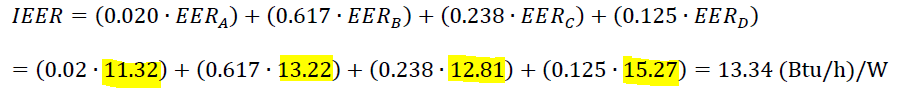 IEER = (0.020 · EER_A) + (0.617 · EER_B) + (0.238 · EER_C) + (0.125 · EER_D)
= (0.02 · 11.32) + (0.617 · 13.22) + (0.238 · 12.81) + (0.125 · 15.27) = 13.34 (Btu/h)/W